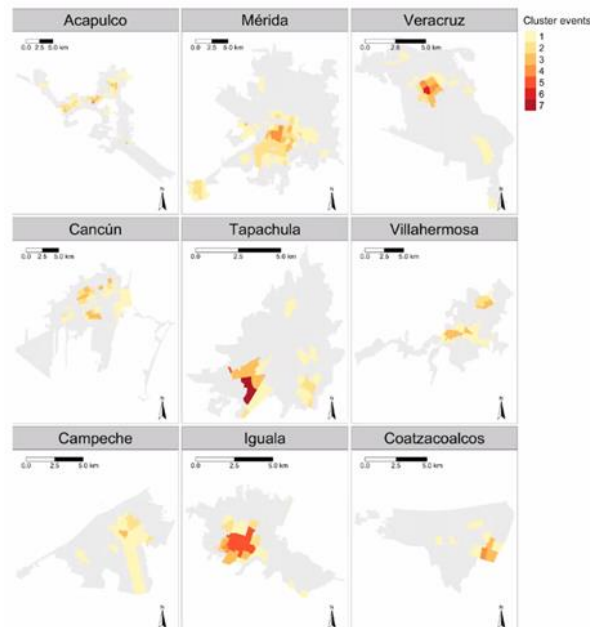 Acapulco
0.0 2.5 5.0 km
N
Mérida
0.0 4.0 8.0 km
N
Veracruz
0.0 2.5 5.0 km
N
Cluster events
1
2
3
4
5
6
7
Cancún
0.0 2.5 5.0 km
N
Tapachula
0.0 2.5 5.0 km
N
Villahermosa
0.0 2.5 5.0 km
N
Campeche
0.0 2.5 5.0 km
N
Iguala
0.0 2.5 5.0 km
N
Coatzacoalcos
0.0 2.5 5.0 km
N